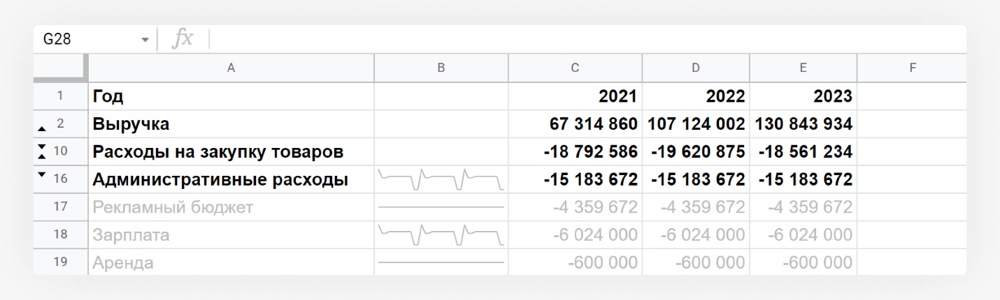 G28 fx
A B C D E F
1 Год 2021 2022 2023
2 Выручка 67 314 860 107 124 002 130 843 934
10 Расходы на закупку товаров -18 792 586 -19 620 875 -18 561 234
16 Административные расходы -15 183 672 -15 183 672 -15 183 672
17 Рекламный бюджет -4 359 672 -4 359 672 -4 359 672
18 Зарплата -6 024 000 -6 024 000 -6 024 000
19 Аренда -600 000 -600 000 -600 000